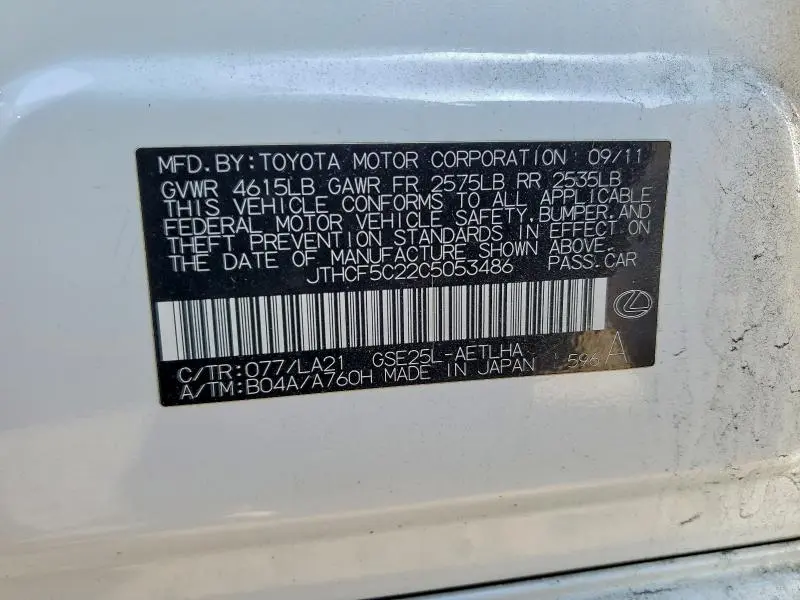 MFD.BY:TOYOTA MOTOR CORPORATION 09/11
GVWR 4615LB GAWR FR 2575LB RR 2535LB
THIS VEHICLE CONFORMS TO ALL APPLICABLE
FEDERAL MOTOR VEHICLE SAFETY,BUMPER,AND
THEFT PREVENTION STANDARDS IN EFFECT ON
THE DATE OF MANUFACTURE SHOWN ABOVE.
JTHCF5C22C5053486 PASS.CAR
C/TR:077/LA21 GSE25L-AETLHA 596 A
A/TM:B04A/A760H MADE IN JAPAN